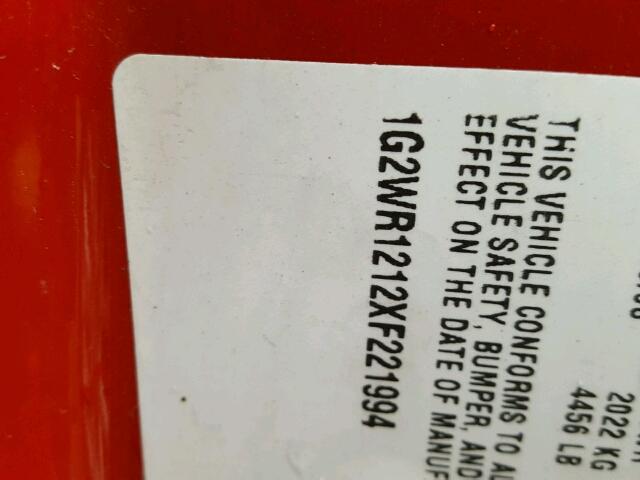 2022 KG
4456 LB
THIS VEHICLE CONFORMS TO
VEHICLE SAFETY, BUMPER, AND
EFFECT ON THE DATE OF MANUF
1G2WR1212XF221994